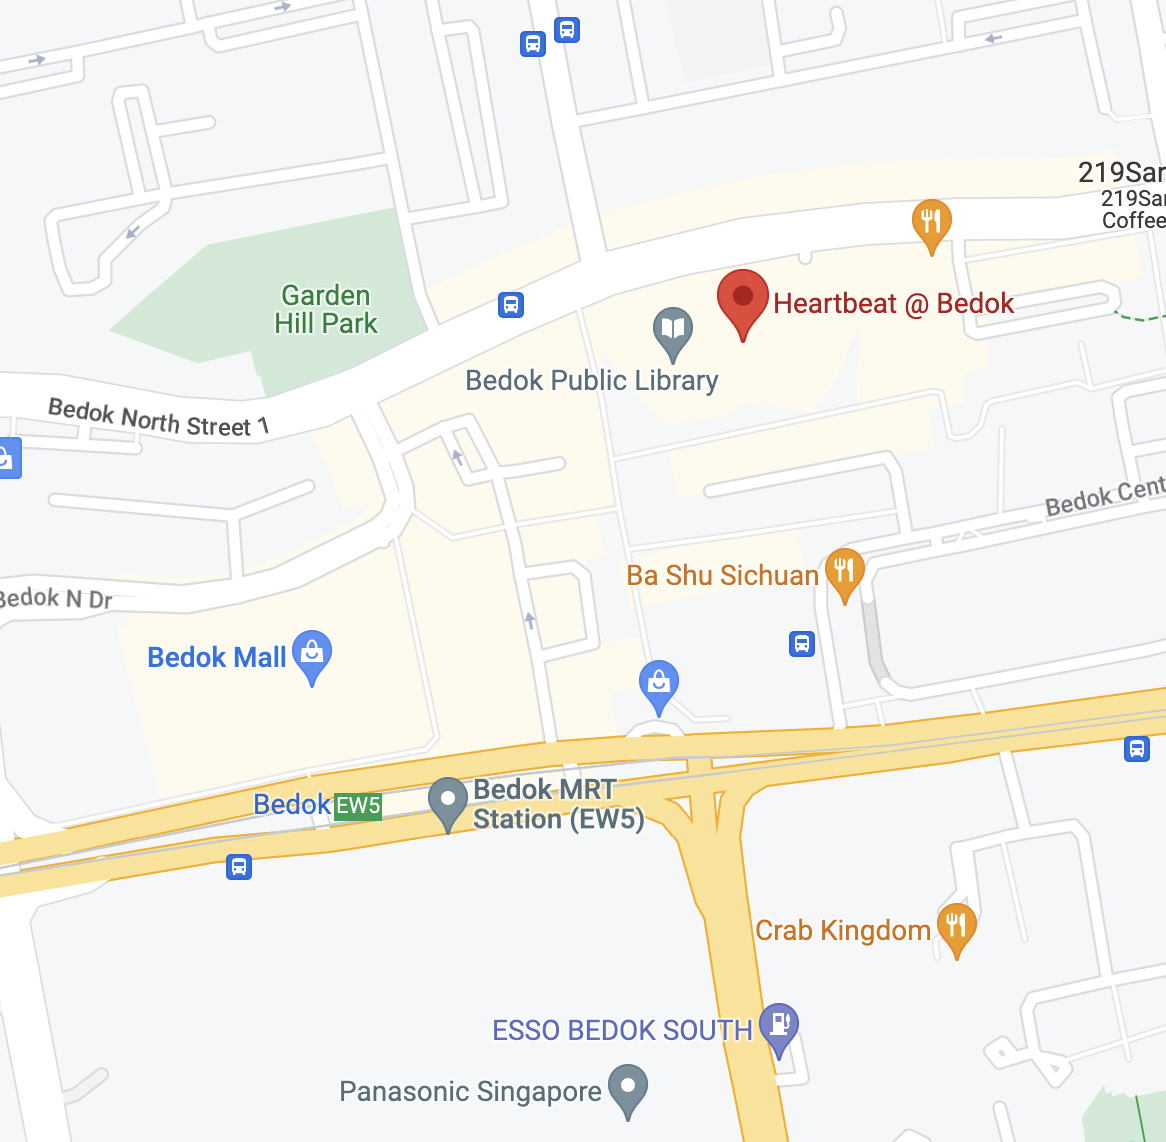 219Sar
219Sar
Coffee
Garden
Hill Park
Heartbeat @ Bedok
Bedok Public Library
Bedok North Street 1
Bedok Cent
Ba Shu Sichuan
Bedok N Dr
Bedok Mall
Bedok EW5
Bedok MRT
Station (EW5)
Crab Kingdom
ESSO BEDOK SOUTH
Panasonic Singapore